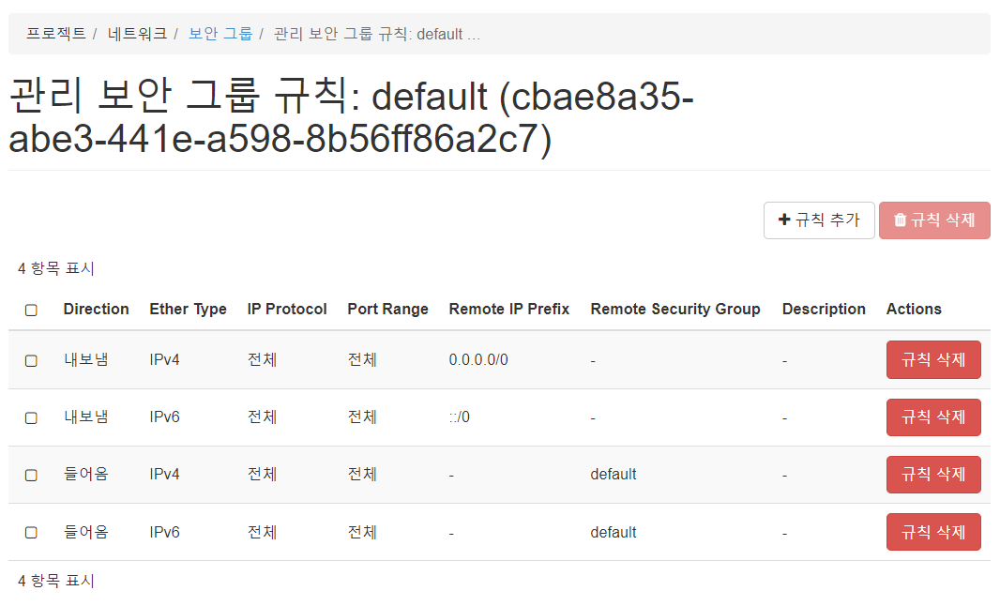 프로젝트 / 네트워크 / 보안 그룹 / 관리 보안 그룹 규칙: default ...
관리 보안 그룹 규칙: default (cbae8a35-
abe3-441e-a598-8b56ff86a2c7)
규칙 추가 규칙 삭제
4 항목 표시
Direction Ether Type IP Protocol Port Range Remote IP Prefix Remote Security Group Description Actions
내보냄 IPv4 전체 전체 0.0.0.0/0 - - 규칙 삭제
내보냄 IPv6 전체 전체 ::/0 - - 규칙 삭제
들어옴 IPv4 전체 전체 - default - 규칙 삭제
들어옴 IPv6 전체 전체 - default - 규칙 삭제
4 항목 표시